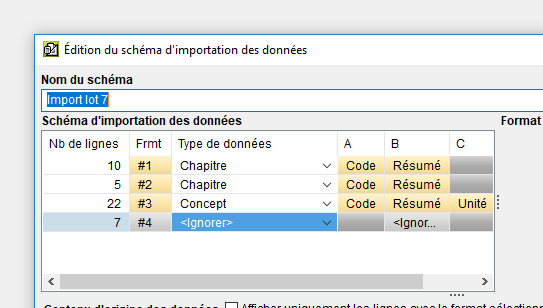 Édition du schéma d'importation des données
Nom du schéma
Import lot 7
Schéma d'importation des données Format
Nb de lignes Frmt Type de données A B C
10 #1 Chapitre Code Résumé
5 #2 Chapitre Code Résumé
22 #3 Concept Code Résumé Unité
7 #4 <Ignorer> <Ignor...
Contenu d'origine des données Afficher uniquement les lignes avec le format sélection